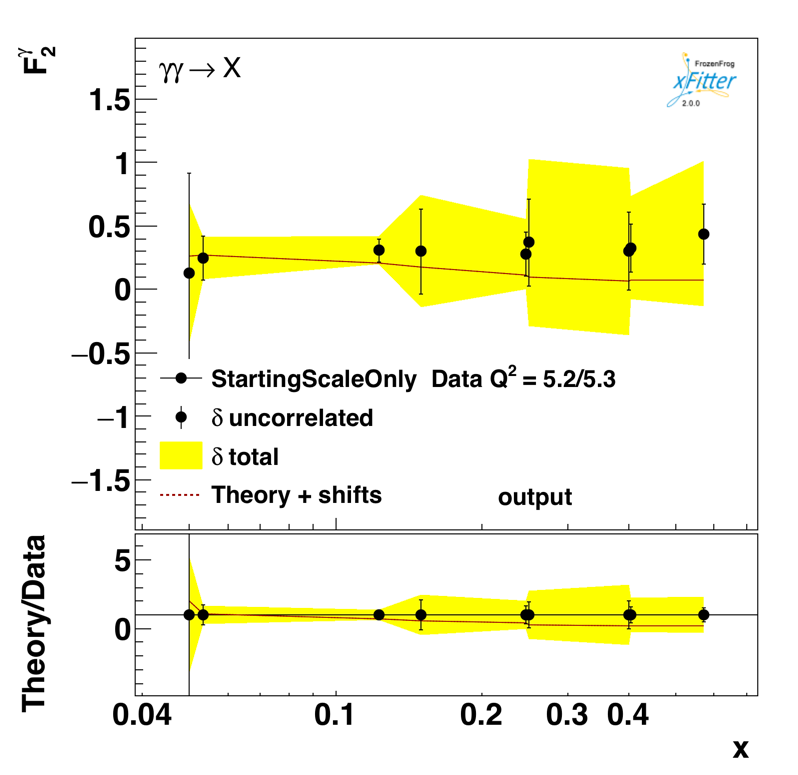 F₂^γ
γγ → X
FrozenFrog
xFitter
2.0.0
1.5
1
0.5
0
−0.5
−1
−1.5
StartingScaleOnly Data Q² = 5.2/5.3
δ uncorrelated
δ total
Theory + shifts
output
Theory/Data
5
0
0.04 0.1 0.2 0.3 0.4
x